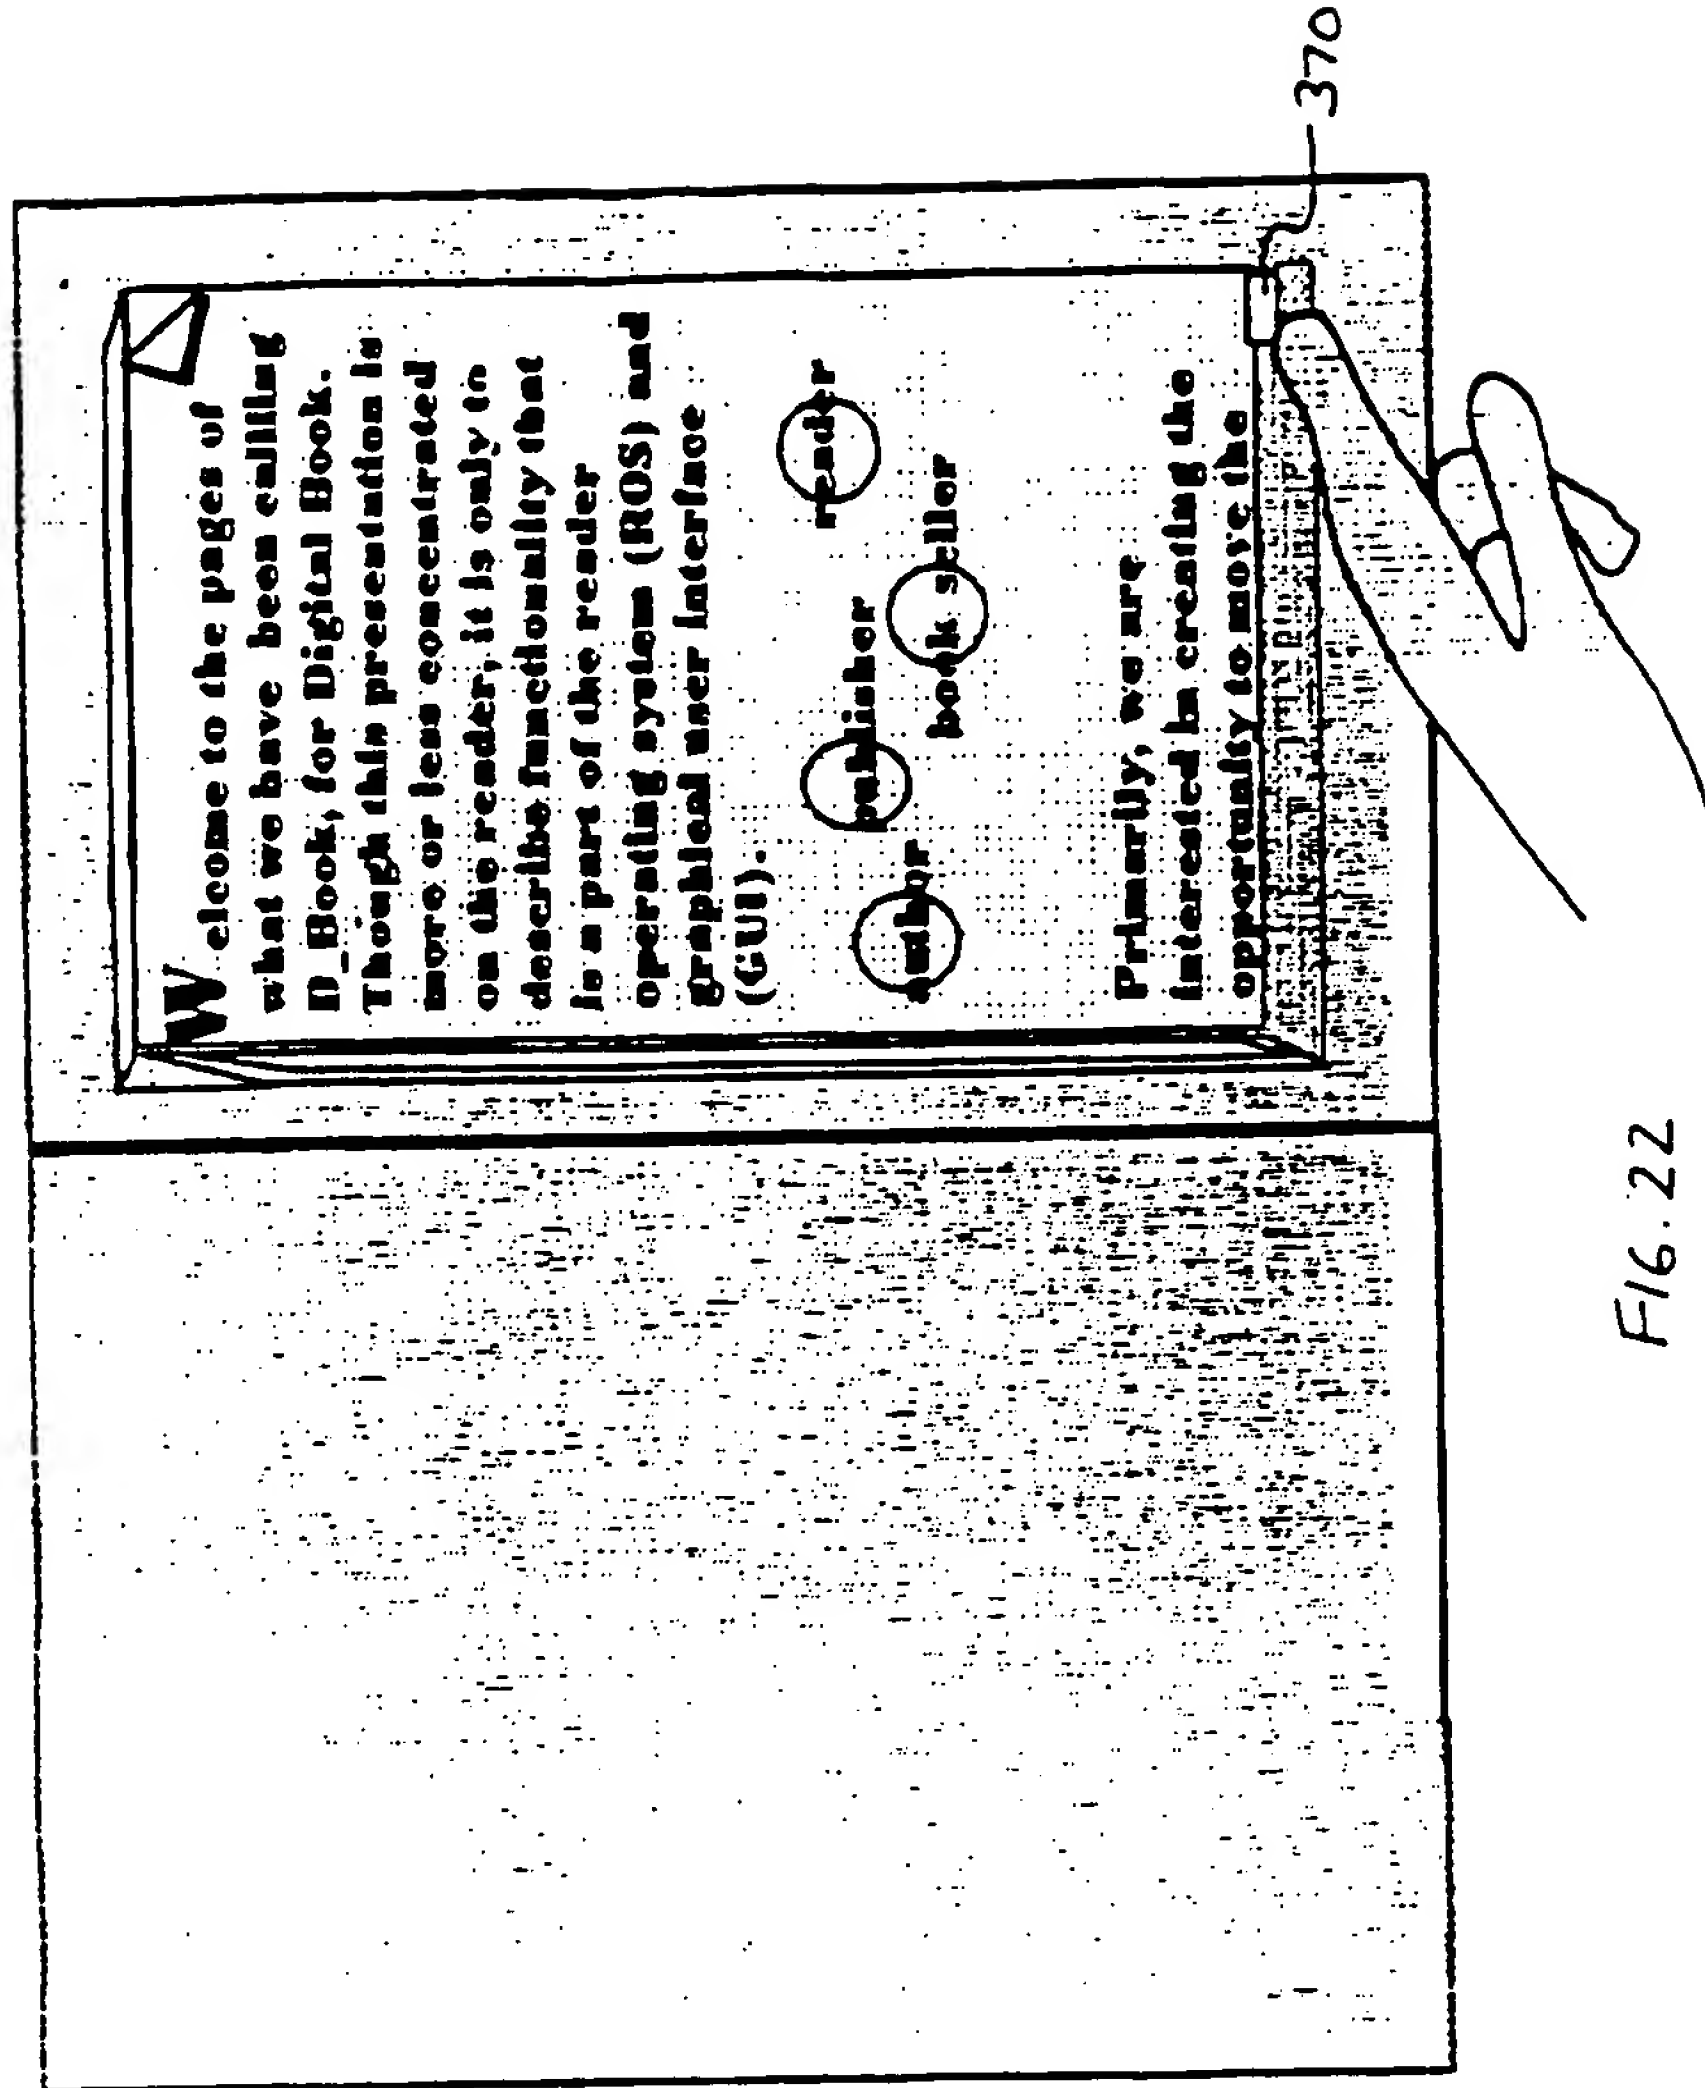 Welcome to the pages of
what we have been calling
D_Book, for Digital Book.
Though this presentation is
more or less concentrated
on the reader, it is only to
describe functionality that
is a part of the reader
operating system (ROS) and
graphical user interface
(GUI).
reader
publisher
book seller
author
Primarily, we are
interested in creating the
opportunity to move the
370
FIG. 22